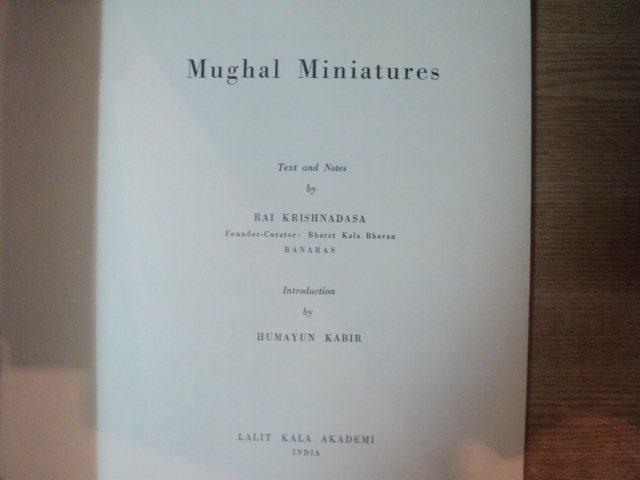 Mughal Miniatures
Text and Notes
by
RAI KRISHNADASA
Founder-Curator: Bharat Kala Bhavan
BANARAS
Introduction
by
HUMAYUN KABIR
LALIT KALA AKADEMI
INDIA